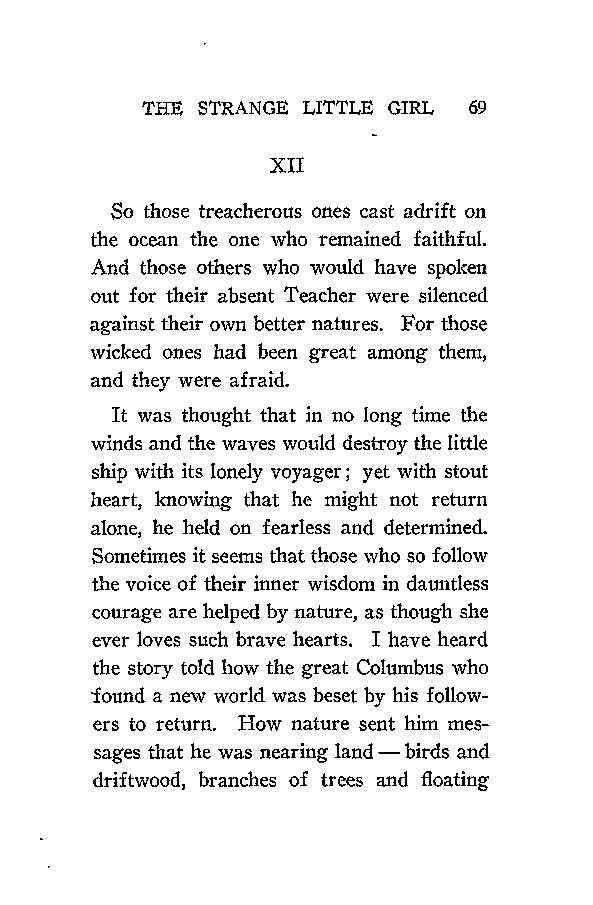 THE STRANGE LITTLE GIRL 69
XII
So those treacherous ones cast adrift on
the ocean the one who remained faithful.
And those others who would have spoken
out for their absent Teacher were silenced
against their own better natures. For those
wicked ones had been great among them,
and they were afraid.
It was thought that in no long time the
winds and the waves would destroy the little
ship with its lonely voyager; yet with stout
heart, knowing that he might not return
alone, he held on fearless and determined.
Sometimes it seems that those who so follow
the voice of their inner wisdom in dauntless
courage are helped by nature, as though she
ever loves such brave hearts. I have heard
the story told how the great Columbus who
found a new world was beset by his follow-
ers to return. How nature sent him mes-
sages that he was nearing land — birds and
driftwood, branches of trees and floating